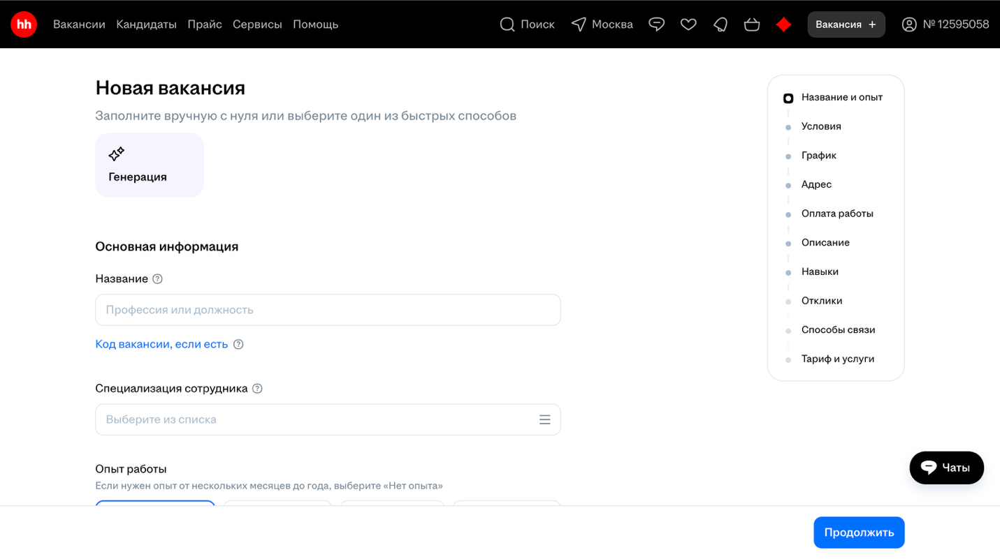 hh Вакансии Кандидаты Прайс Сервисы Помощь Поиск Москва Вакансия + № 12595058
Новая вакансия
Заполните вручную с нуля или выберите один из быстрых способов
Генерация
Основная информация
Название ?
Профессия или должность
Код вакансии, если есть ?
Специализация сотрудника ?
Выберите из списка
Опыт работы
Если нужен опыт от нескольких месяцев до года, выберите «Нет опыта»
Название и опыт
Условия
График
Адрес
Оплата работы
Описание
Навыки
Отклики
Способы связи
Тариф и услуги
Чаты
Продолжить